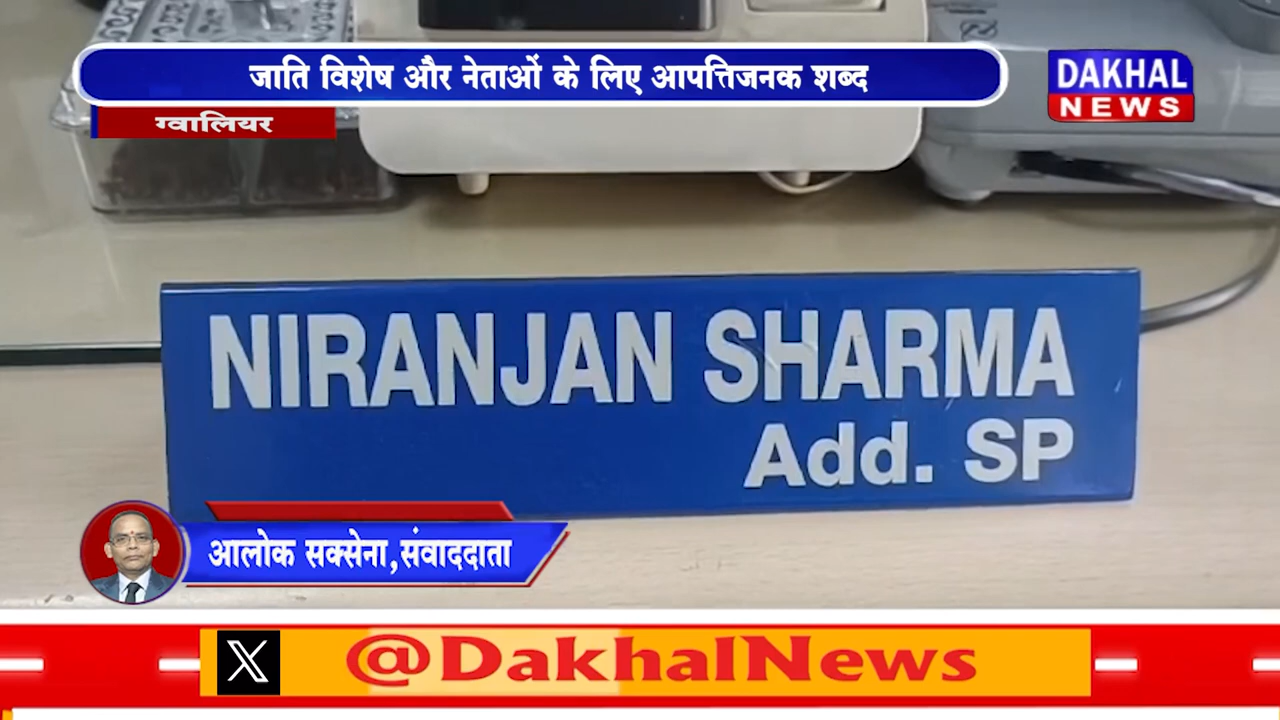 जाति विशेष और नेताओं के लिए आपत्तिजनक शब्द
DAKHAL
NEWS
ग्वालियर
NIRANJAN SHARMA
Add. SP
आलोक सक्सेना,संवाददाता
X @DakhalNews